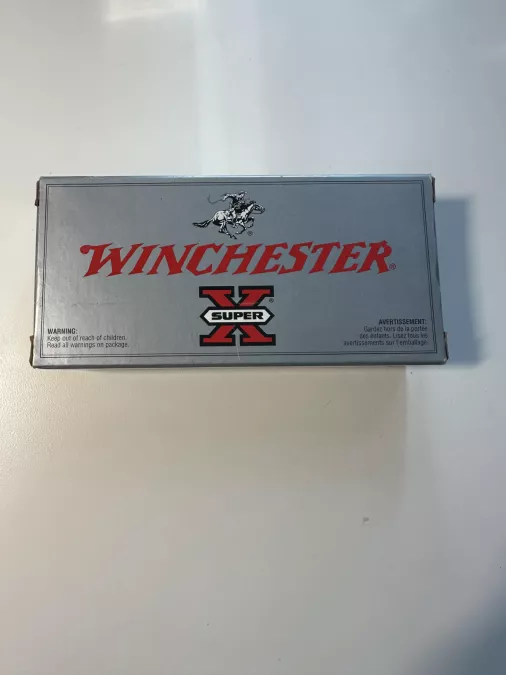 WINCHESTER®
X®
SUPER
WARNING:
Keep out of reach of children.
Read all warnings on package.
AVERTISSEMENT:
Gardez hors de la portée
des enfants. Lisez tous les
avertissements sur l'emballage.